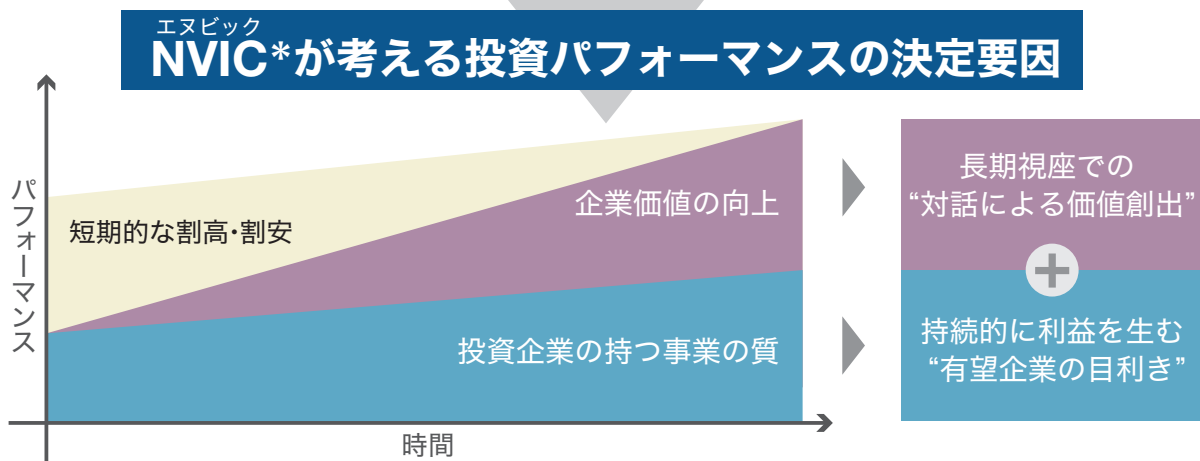 エヌビック
NVIC*が考える投資パフォーマンスの決定要因
パフォーマンス
短期的な割高・割安
企業価値の向上
投資企業の持つ事業の質
時間
長期視座での
“対話による価値創出”
+
持続的に利益を生む
“有望企業の目利き”